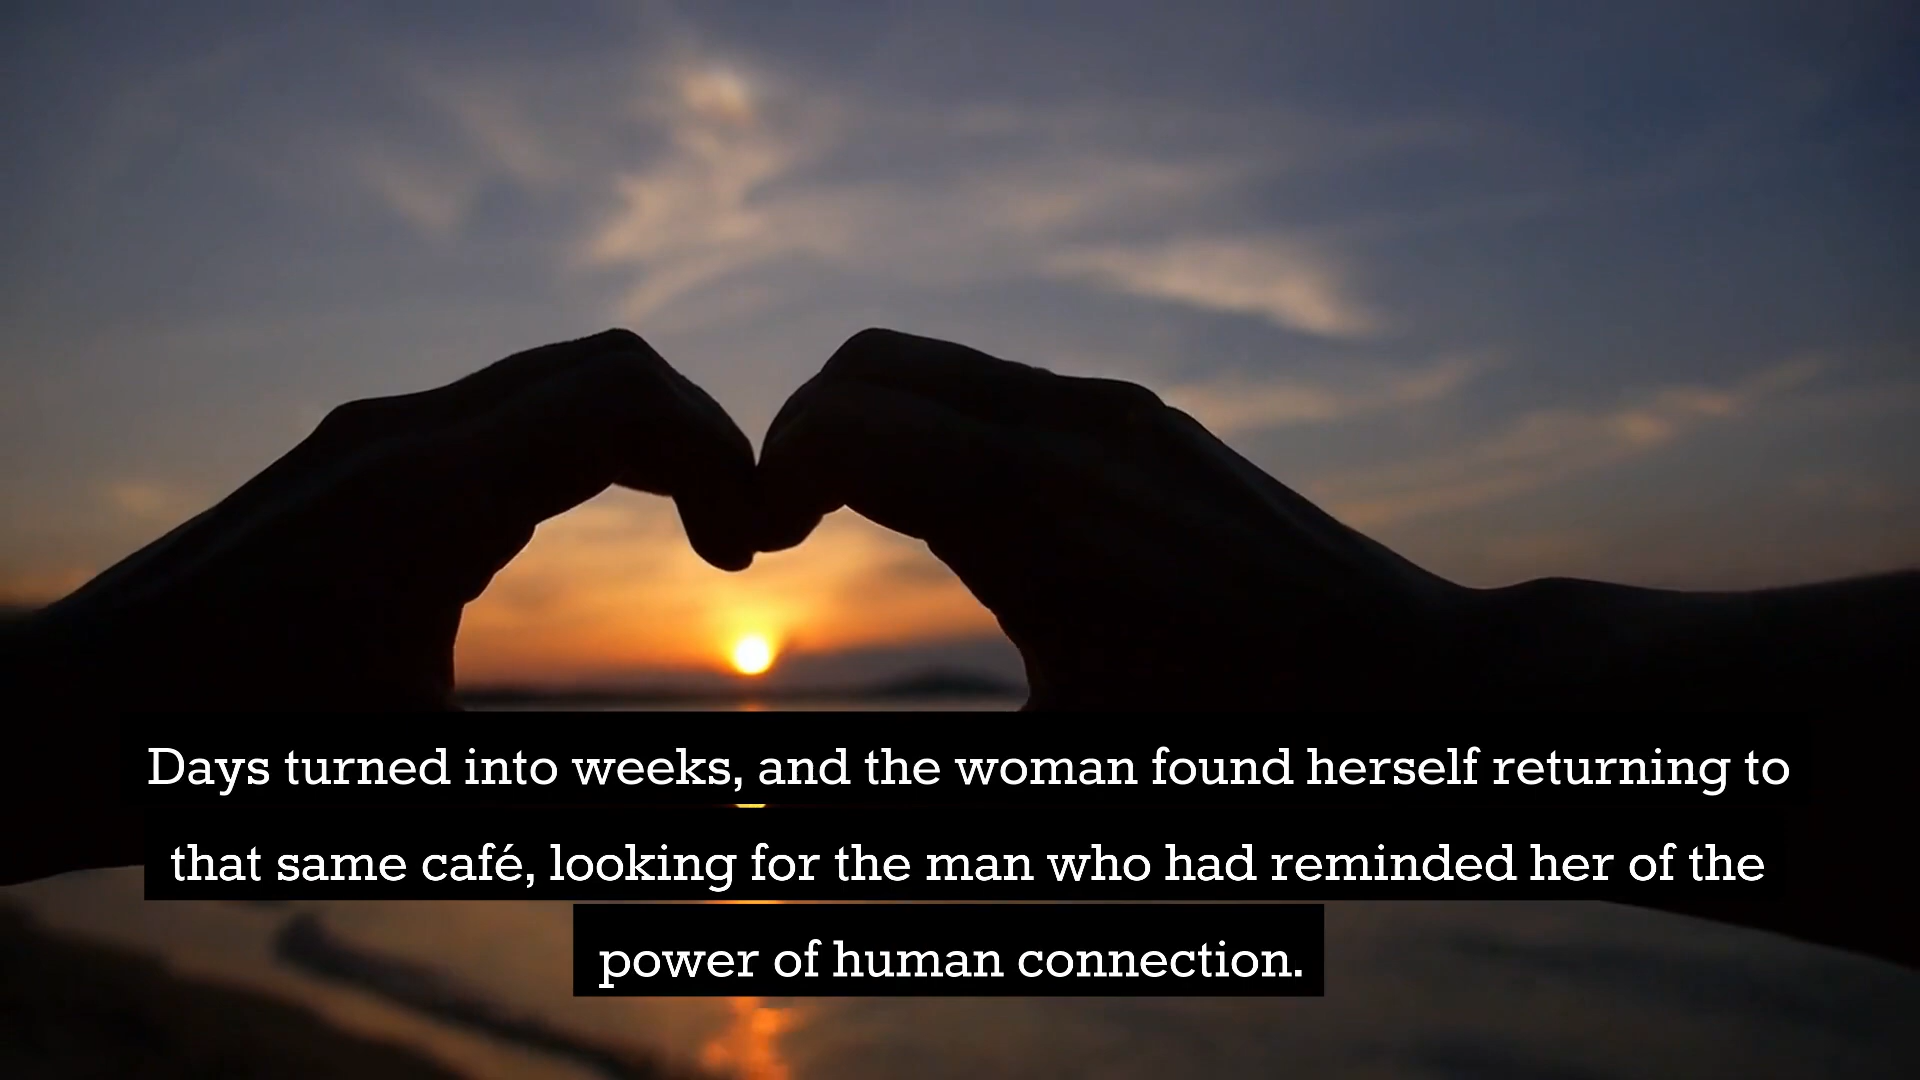 Days turned into weeks, and the woman found herself returning to
that same café, looking for the man who had reminded her of the
power of human connection.